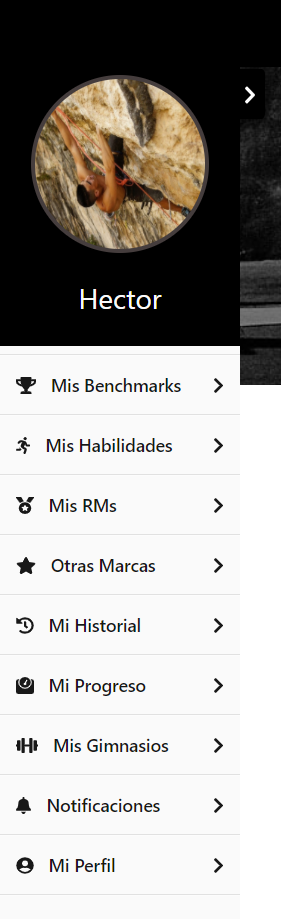 Hector
Mis Benchmarks
Mis Habilidades
Mis RMs
Otras Marcas
Mi Historial
Mi Progreso
Mis Gimnasios
Notificaciones
Mi Perfil